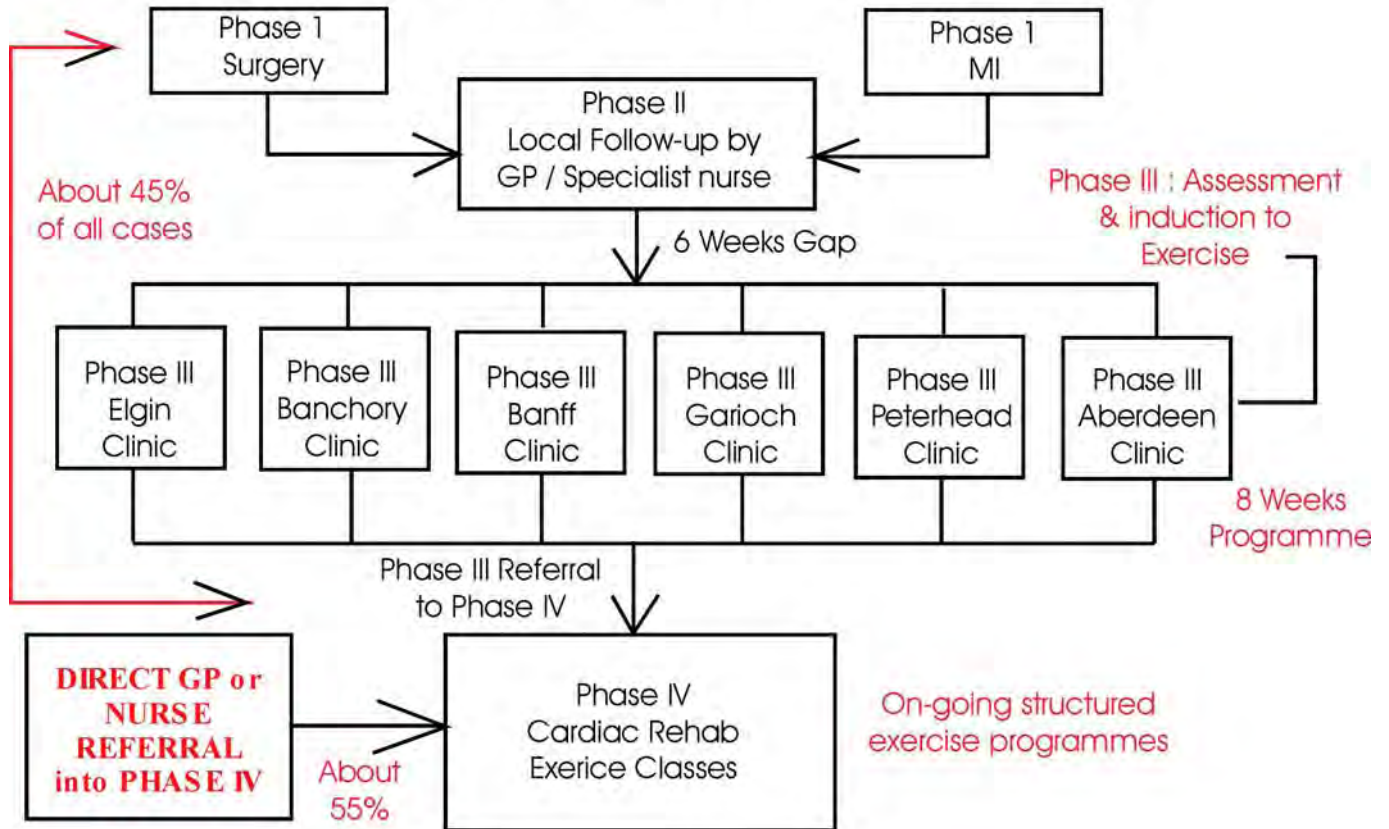 Phase 1
Surgery
Phase 1
MI
Phase II
Local Follow-up by
GP / Specialist nurse
About 45%
of all cases
Phase III : Assessment
& induction to
Exercise
6 Weeks Gap
Phase III
Elgin
Clinic
Phase III
Banchory
Clinic
Phase III
Banff
Clinic
Phase III
Garioch
Clinic
Phase III
Peterhead
Clinic
Phase III
Aberdeen
Clinic
8 Weeks
Programme
Phase III Referral
to Phase IV
DIRECT GP or
NURSE
REFERRAL
into PHASE IV
About
55%
Phase IV
Cardiac Rehab
Exerice Classes
On-going structured
exercise programmes